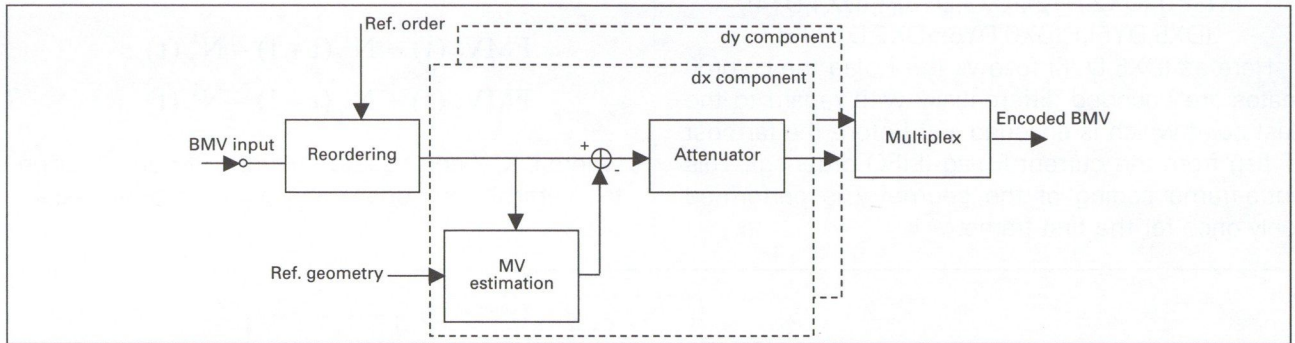 Ref. order
dy component
dx component
BMV input
Reordering
+
-
Attenuator
Multiplex
Encoded BMV
Ref. geometry
MV
estimation